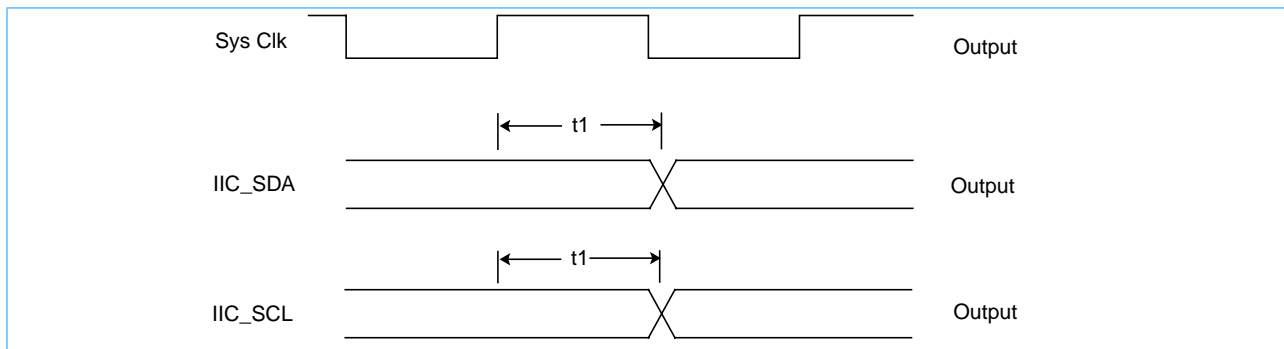 Sys Clk
Output
t1
IIC_SDA
Output
t1
IIC_SCL
Output